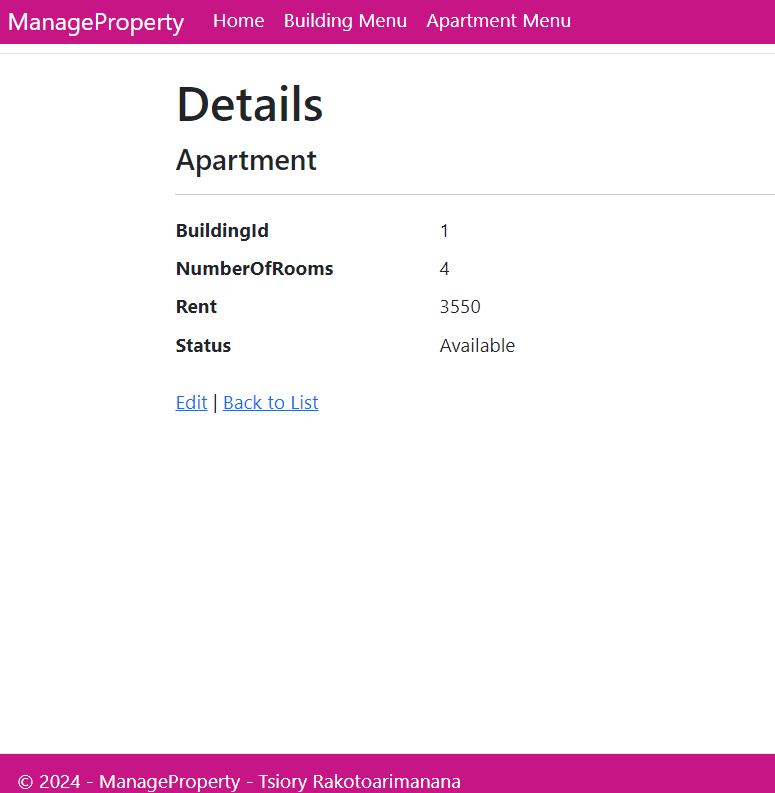 ManageProperty Home Building Menu Apartment Menu
Details
Apartment
BuildingId 1
NumberOfRooms 4
Rent 3550
Status Available
Edit | Back to List
© 2024 - ManageProperty - Tsiory Rakotoarimanana